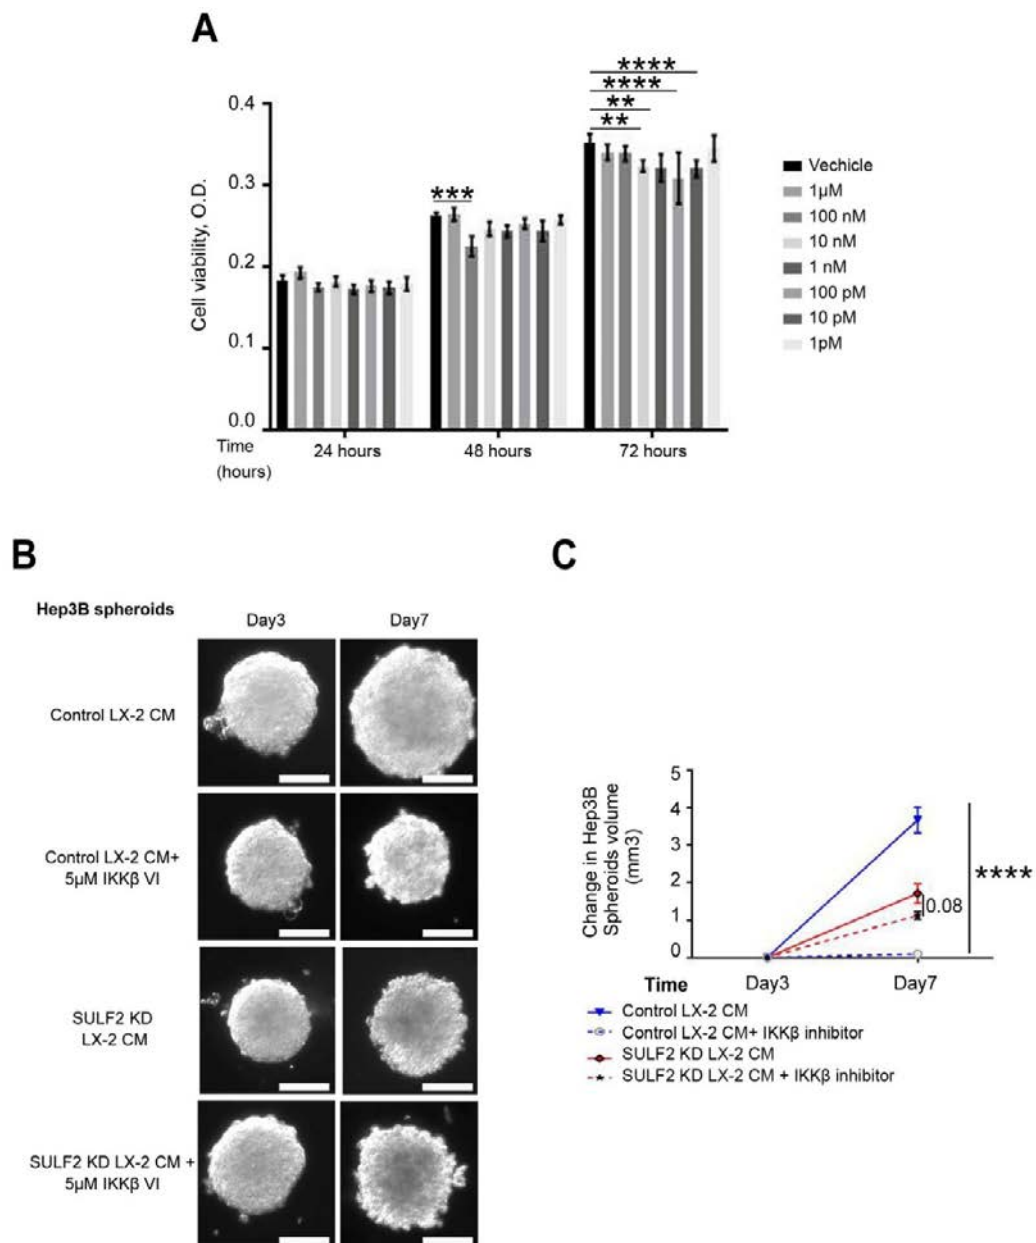 A
****
****
**
**
***
0.4
0.3
0.2
0.1
0.0
Cell viability, O.D.
Time
(hours)
24 hours
48 hours
72 hours
Vechicle
1µM
100 nM
10 nM
1 nM
100 pM
10 pM
1pM
B
Hep3B spheroids
Day3
Day7
Control LX-2 CM
Control LX-2 CM+
5µM IKKβ VI
SULF2 KD
LX-2 CM
SULF2 KD LX-2 CM +
5µM IKKβ VI
C
Change in Hep3B
Spheroids volume
(mm3)
5
4
3
2
1
0
0.08
****
Time
Day3
Day7
Control LX-2 CM
Control LX-2 CM+ IKKβ inhibitor
SULF2 KD LX-2 CM
SULF2 KD LX-2 CM + IKKβ inhibitor